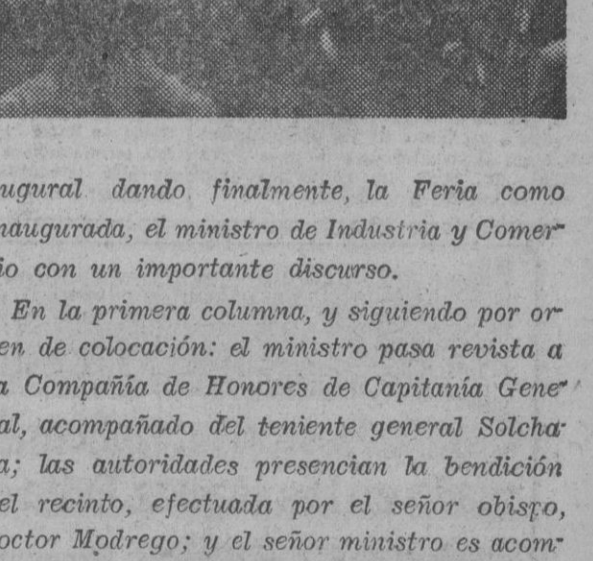 ugural dando finalmente, la Feria como
naugurada, el ministro de Industria y Comer-
io con un importante discurso.
En la primera columna, y siguiendo por or-
en de colocación: el ministro pasa revista a
a Compañía de Honores de Capitanía Gene-
al, acompañado del teniente general Solcha-
a; las autoridades presencian la bendición
el recinto, efectuada por el señor obispo,
octor Modrego; y el señor ministro es acom-